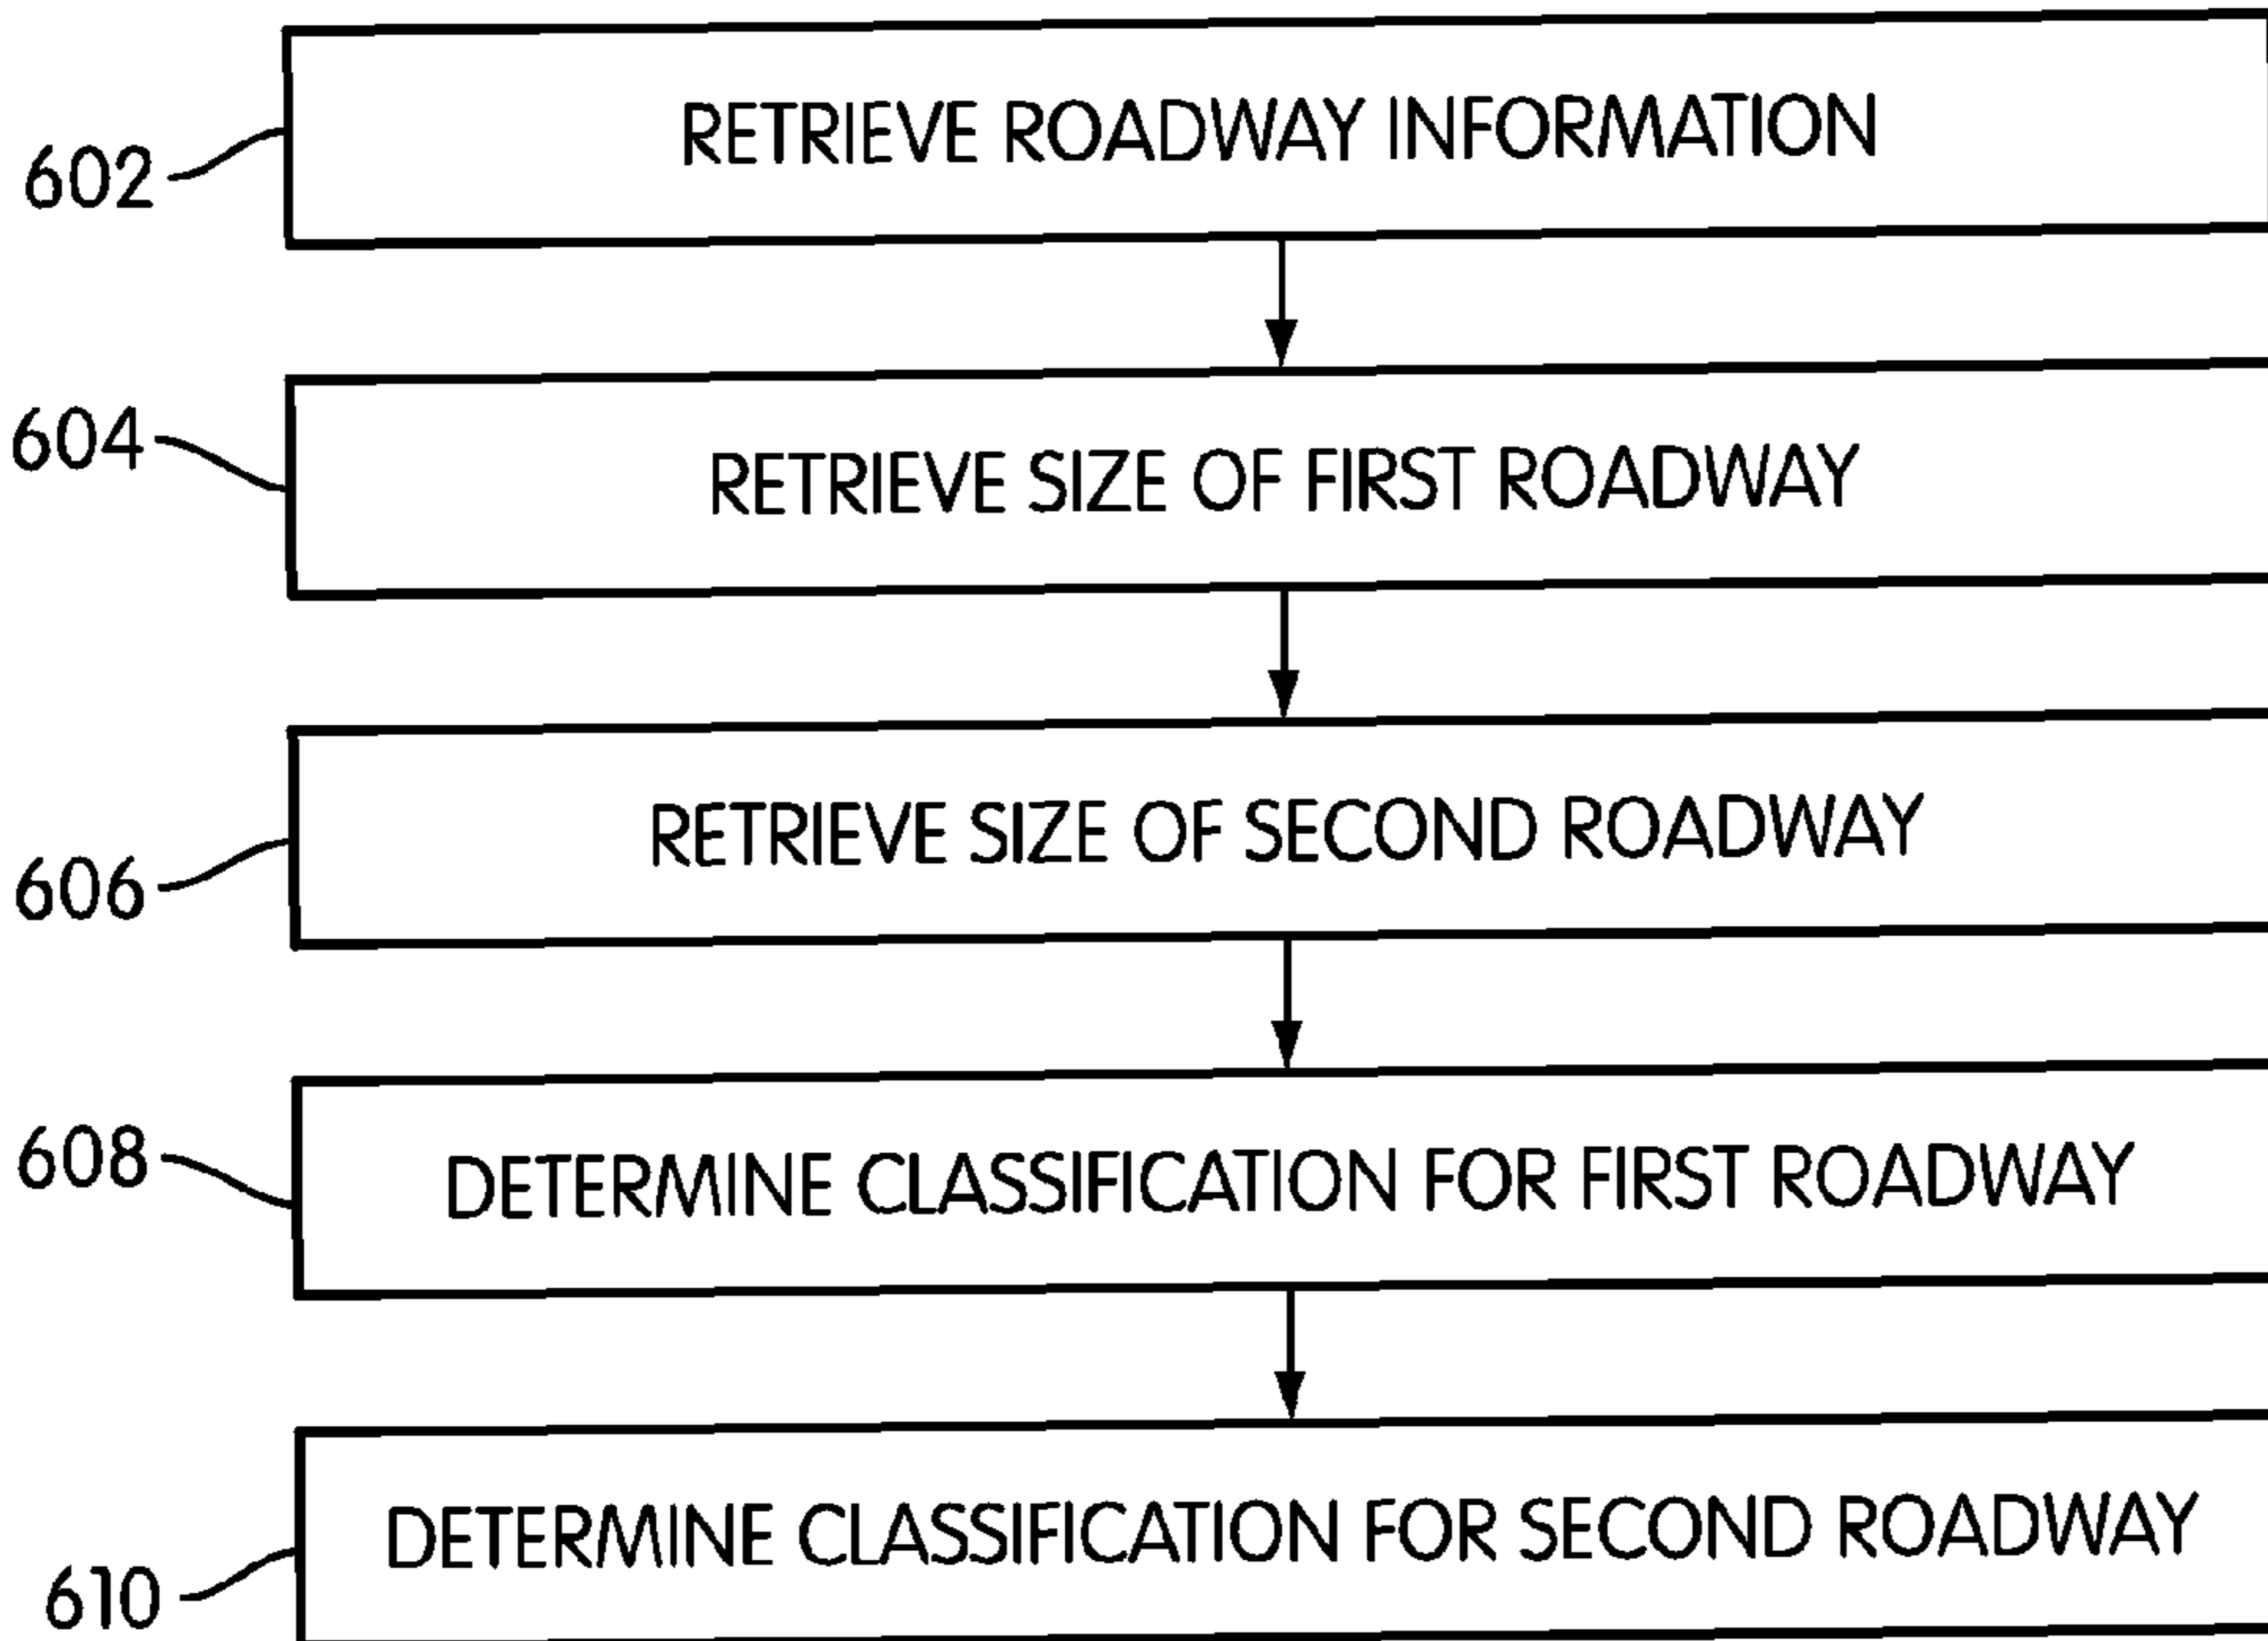 RETRIEVE ROADWAY INFORMATION
602
604
RETRIEVE SIZE OF FIRST ROADWAY
RETRIEVE SIZE OF SECOND ROADWAY
606
608
DETERMINE CLASSIFICATION FOR FIRST ROADWAY
DETERMINE CLASSIFICATION FOR SECOND ROADWAY
610